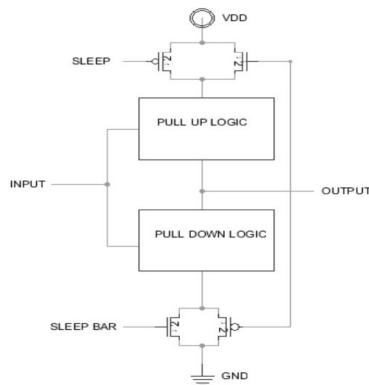 VDD
SLEEP
PULL UP LOGIC
INPUT
OUTPUT
PULL DOWN LOGIC
SLEEP BAR
GND